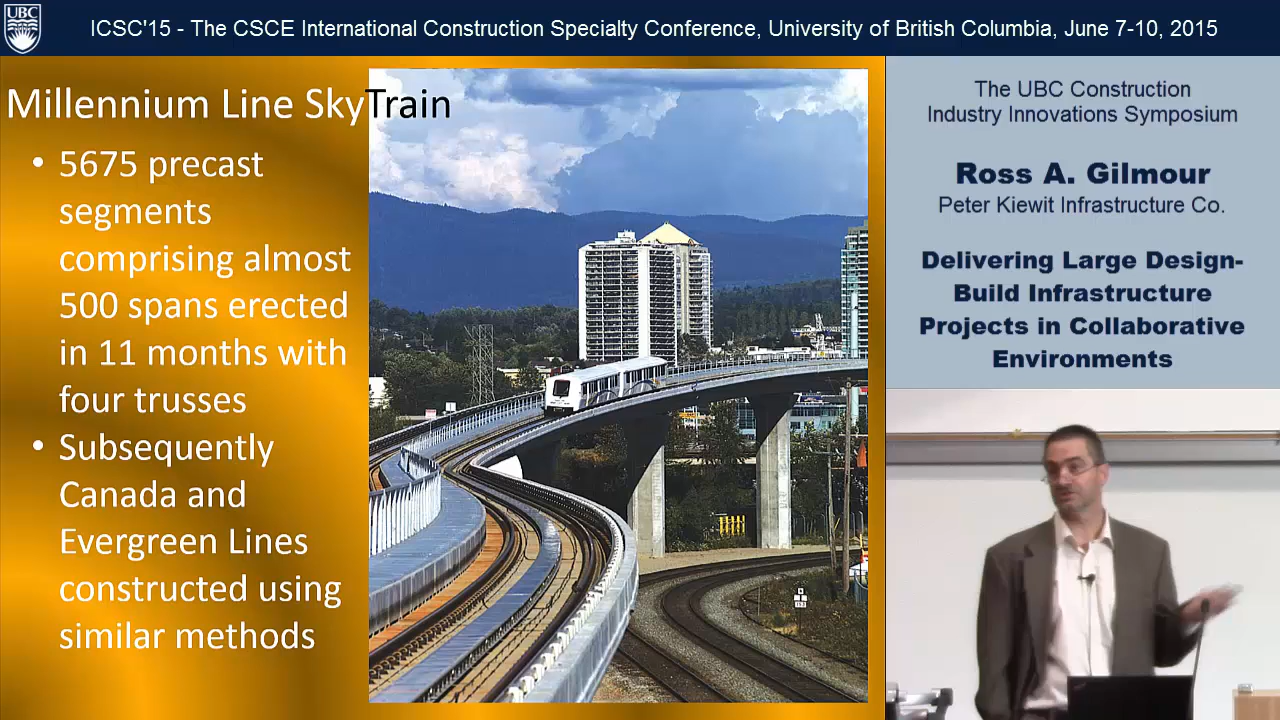 UBC
ICSC'15 - The CSCE International Construction Specialty Conference, University of British Columbia, June 7-10, 2015
Millennium Line SkyTrain
• 5675 precast
segments
comprising almost
500 spans erected
in 11 months with
four trusses
• Subsequently
Canada and
Evergreen Lines
constructed using
similar methods
The UBC Construction
Industry Innovations Symposium
Ross A. Gilmour
Peter Kiewit Infrastructure Co.
Delivering Large Design-
Build Infrastructure
Projects in Collaborative
Environments